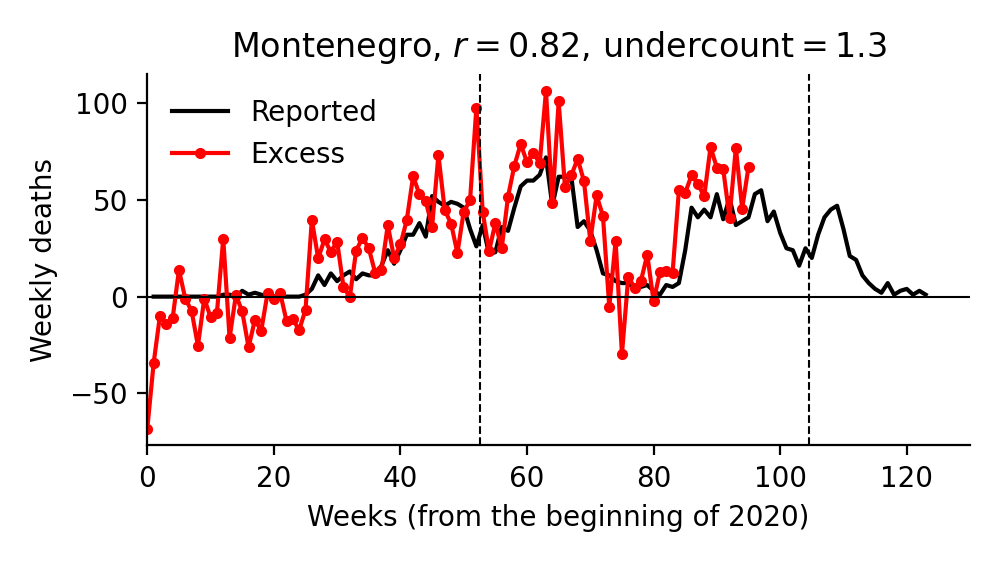 Montenegro, r = 0.82, undercount = 1.3
Reported
Excess
Weekly deaths
100
50
0
−50
0 20 40 60 80 100 120
Weeks (from the beginning of 2020)